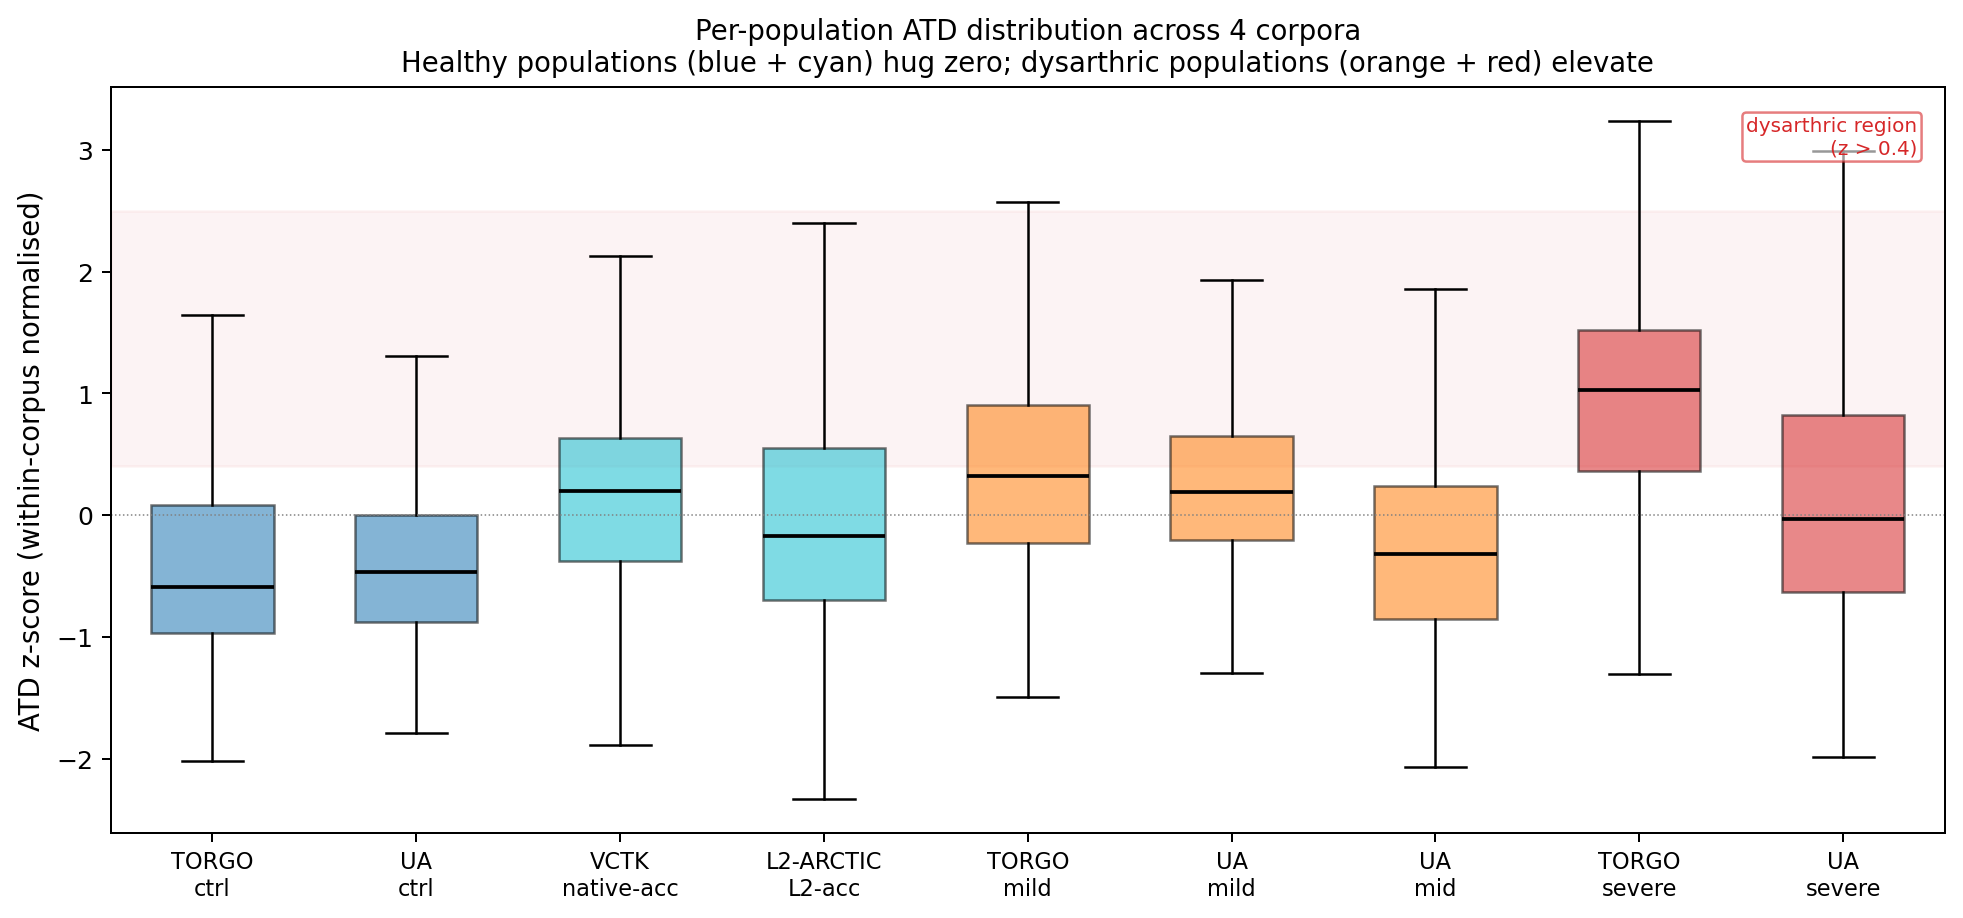 Per-population ATD distribution across 4 corpora
Healthy populations (blue + cyan) hug zero; dysarthric populations (orange + red) elevate
dysarthric region
(z > 0.4)
ATD z-score (within-corpus normalised)
3
2
1
0
−1
−2
TORGO
ctrl
UA
ctrl
VCTK
native-acc
L2-ARCTIC
L2-acc
TORGO
mild
UA
mild
UA
mid
TORGO
severe
UA
severe